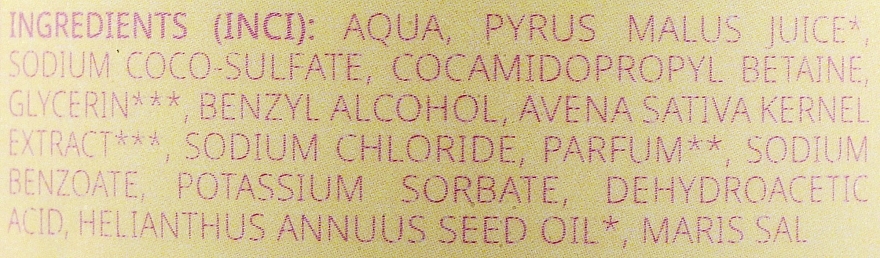 INGREDIENTS (INCI): AQUA, PYRUS MALUS JUICE*,
SODIUM COCO-SULFATE, COCAMIDOPROPYL BETAINE,
GLYCERIN***, BENZYL ALCOHOL, AVENA SATIVA KERNEL
EXTRACT***, SODIUM CHLORIDE, PARFUM**, SODIUM
BENZOATE, POTASSIUM SORBATE, DEHYDROACETIC
ACID, HELIANTHUS ANNUUS SEED OIL*, MARIS SAL